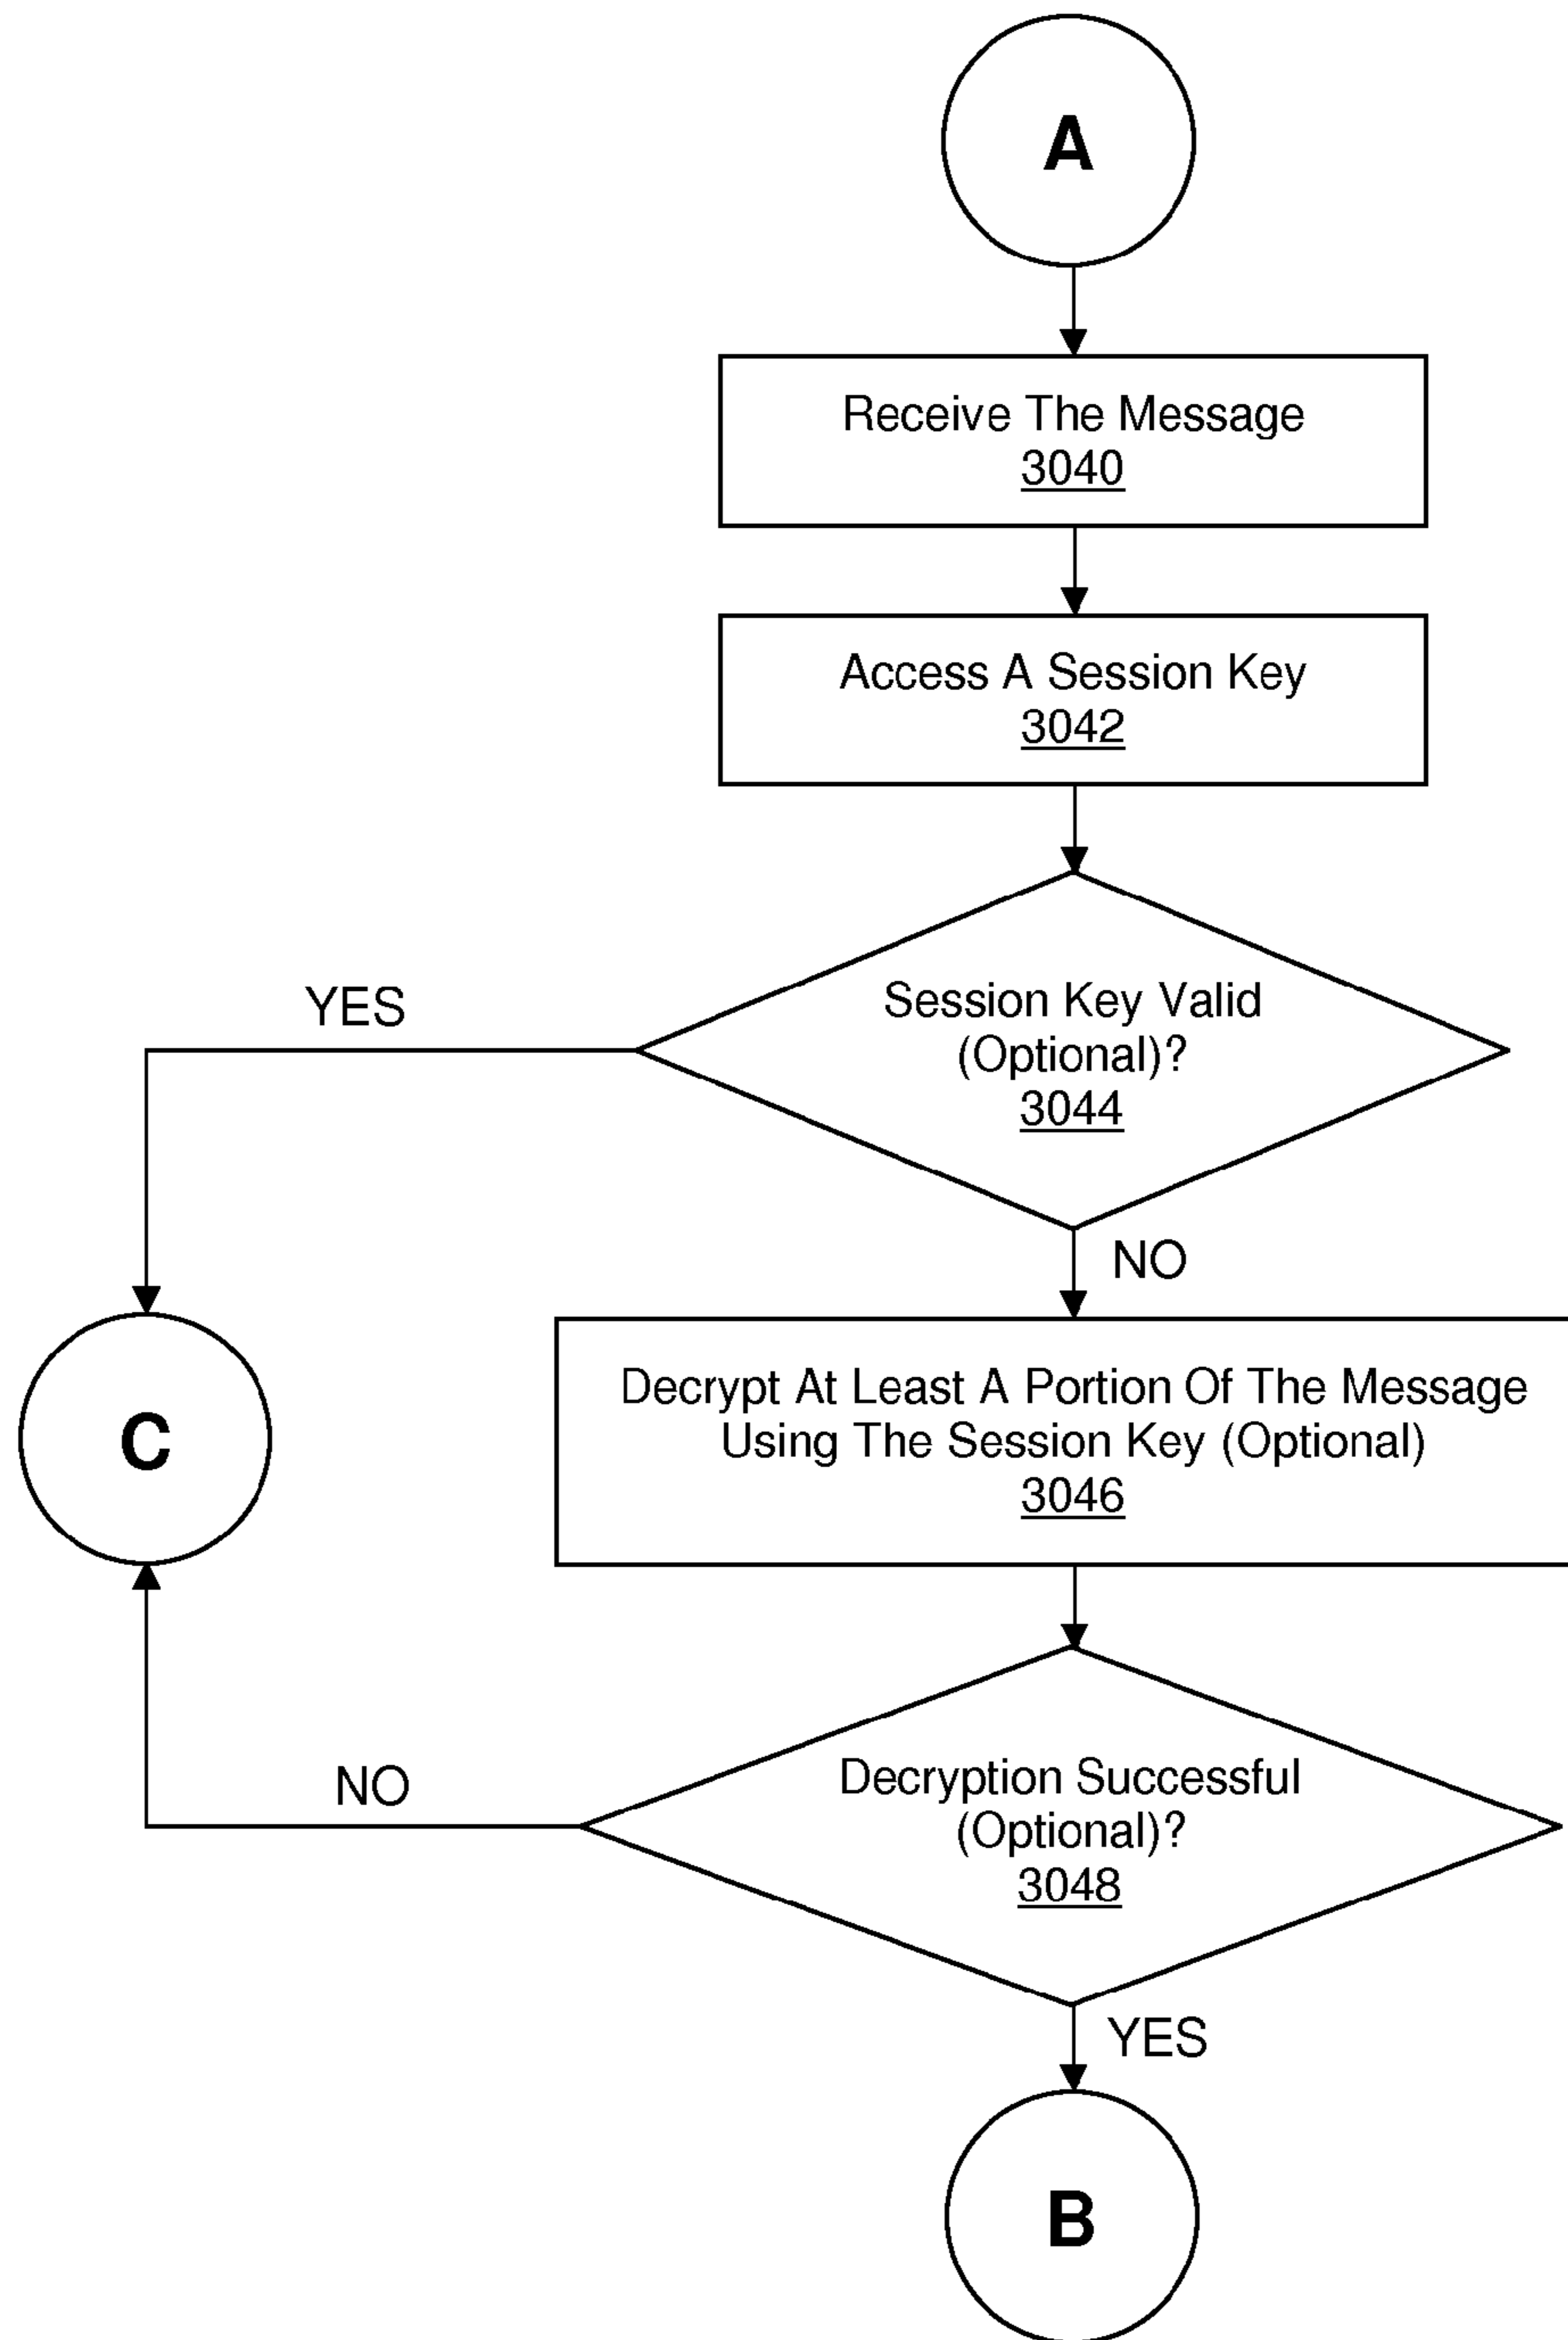 A
Receive The Message
3040
Access A Session Key
3042
YES
Session Key Valid
(Optional)?
3044
NO
Decrypt At Least A Portion Of The Message
Using The Session Key (Optional)
3046
C
NO
Decryption Successful
(Optional)?
3048
YES
B